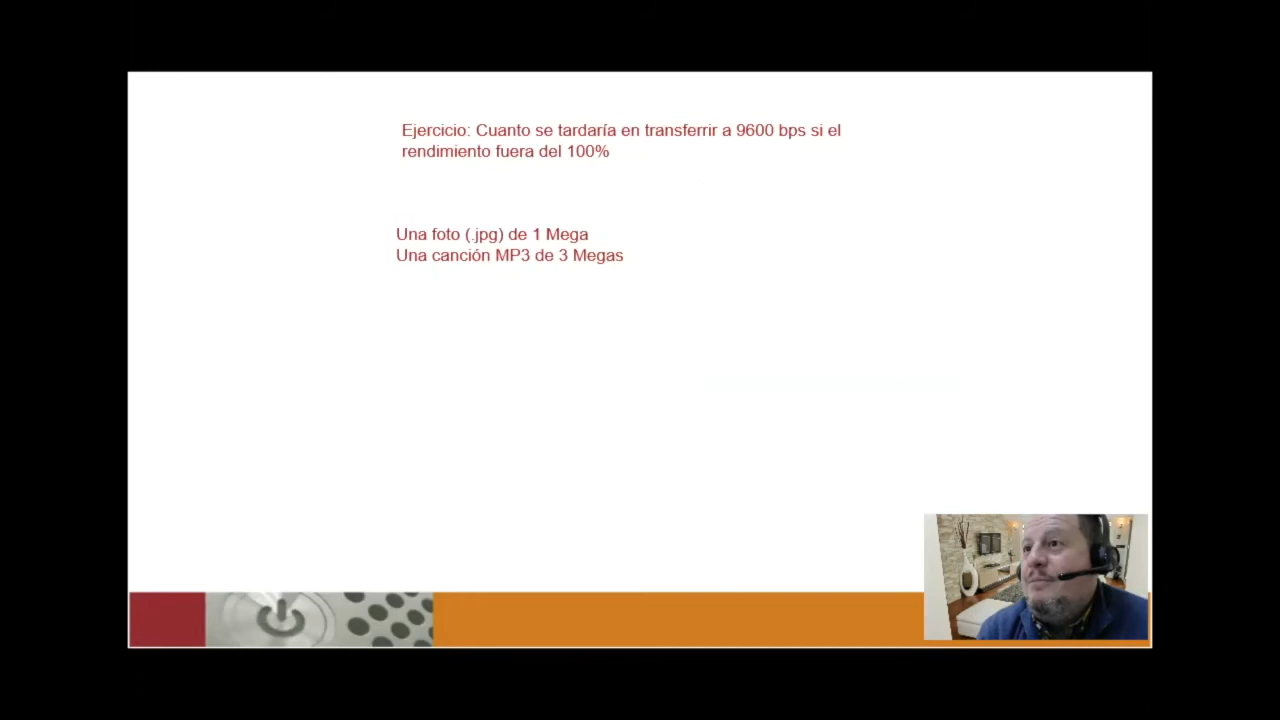 Ejercicio: Cuanto se tardaría en transferrir a 9600 bps si el
rendimiento fuera del 100%
Una foto (.jpg) de 1 Mega
Una canción MP3 de 3 Megas